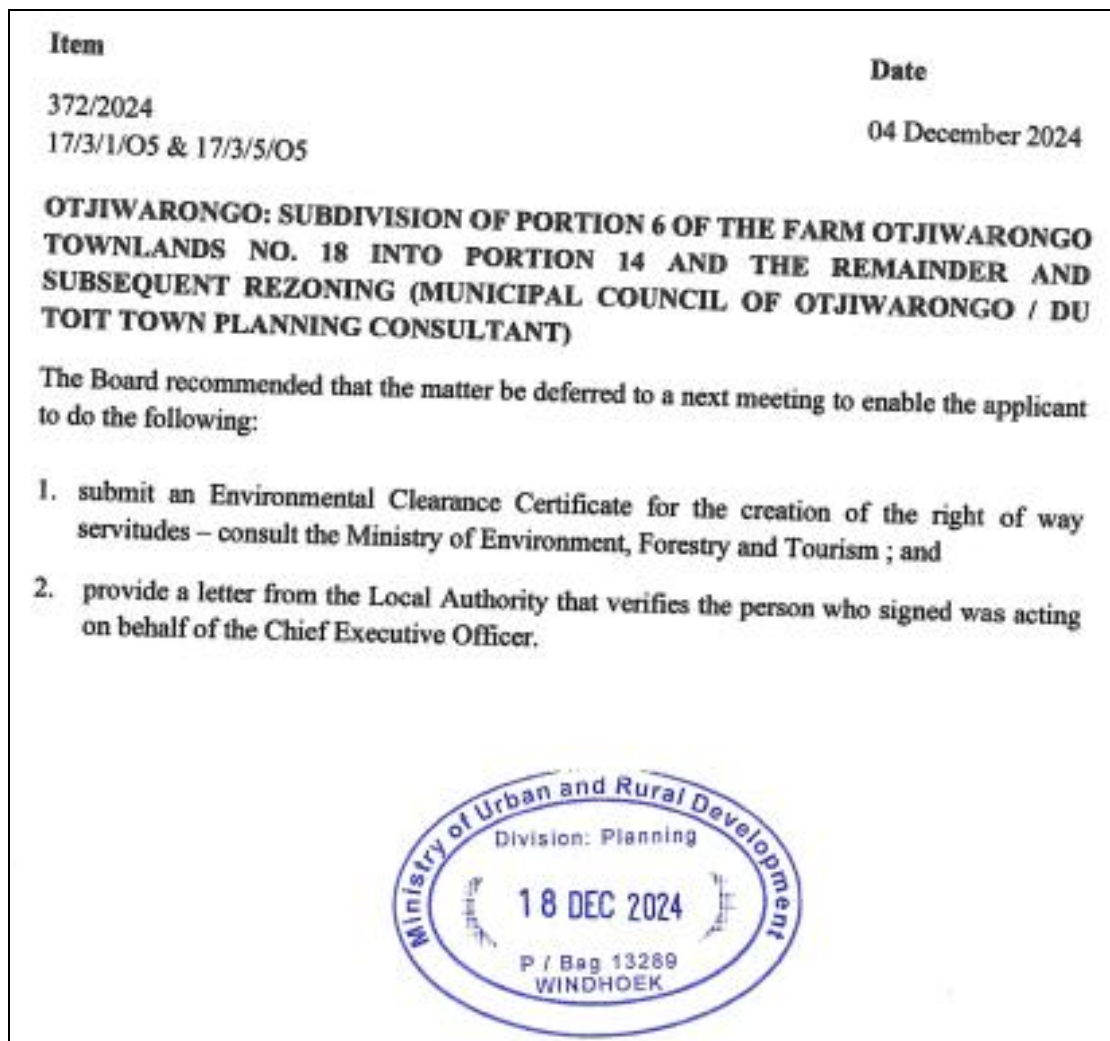 Item
Date
372/2024
04 December 2024
17/3/1/O5 & 17/3/5/O5
OTJIWARONGO: SUBDIVISION OF PORTION 6 OF THE FARM OTJIWARONGO
TOWNLANDS NO. 18 INTO PORTION 14 AND THE REMAINDER AND
SUBSEQUENT REZONING (MUNICIPAL COUNCIL OF OTJIWARONGO / DU
TOIT TOWN PLANNING CONSULTANT)
The Board recommended that the matter be deferred to a next meeting to enable the applicant
to do the following:
1. submit an Environmental Clearance Certificate for the creation of the right of way
servitudes – consult the Ministry of Environment, Forestry and Tourism ; and
2. provide a letter from the Local Authority that verifies the person who signed was acting
on behalf of the Chief Executive Officer.
Ministry of Urban and Rural Development
Division: Planning
18 DEC 2024
P / Bag 13289
WINDHOEK